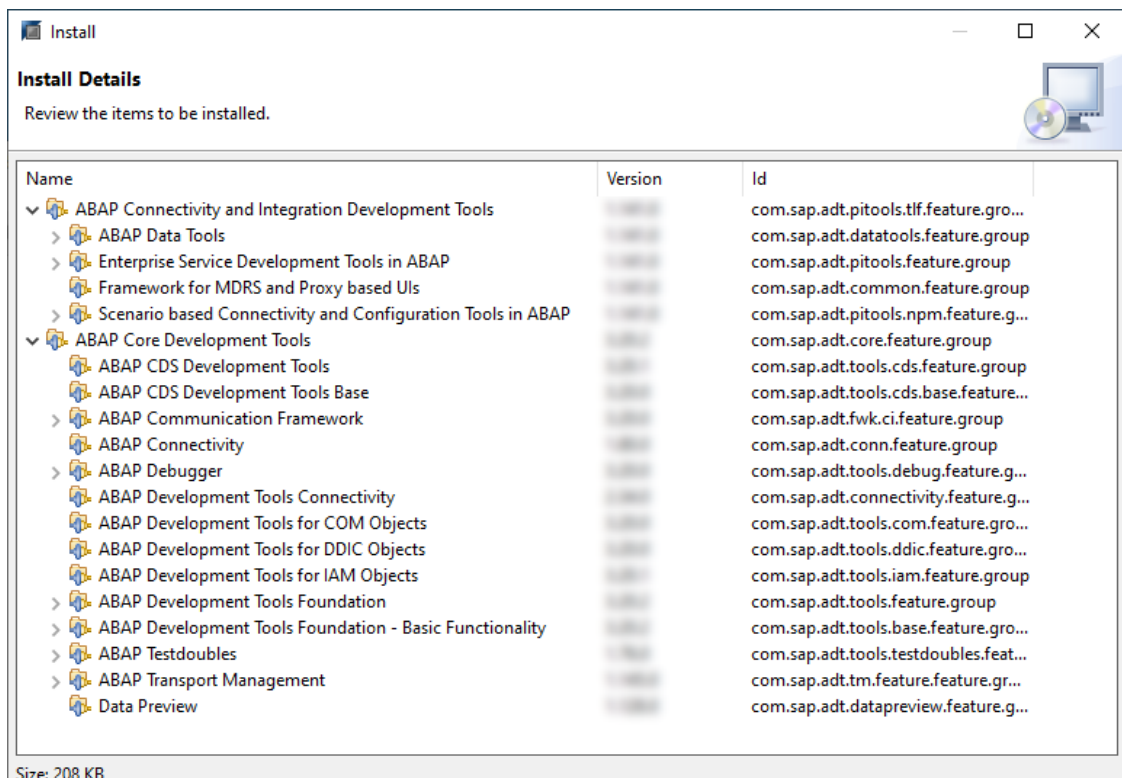 Install
Install Details
Review the items to be installed.
Name Version Id
ABAP Connectivity and Integration Development Tools com.sap.adt.pitools.tlf.feature.gro...
ABAP Data Tools com.sap.adt.datatools.feature.group
Enterprise Service Development Tools in ABAP com.sap.adt.pitools.feature.group
Framework for MDRS and Proxy based UIs com.sap.adt.common.feature.group
Scenario based Connectivity and Configuration Tools in ABAP com.sap.adt.pitools.npm.feature.g...
ABAP Core Development Tools com.sap.adt.core.feature.group
ABAP CDS Development Tools com.sap.adt.tools.cds.feature.group
ABAP CDS Development Tools Base com.sap.adt.tools.cds.base.feature...
ABAP Communication Framework com.sap.adt.fwk.ci.feature.group
ABAP Connectivity com.sap.adt.conn.feature.group
ABAP Debugger com.sap.adt.tools.debug.feature.g...
ABAP Development Tools Connectivity com.sap.adt.connectivity.feature.g...
ABAP Development Tools for COM Objects com.sap.adt.tools.com.feature.gro...
ABAP Development Tools for DDIC Objects com.sap.adt.tools.ddic.feature.gro...
ABAP Development Tools for IAM Objects com.sap.adt.tools.iam.feature.group
ABAP Development Tools Foundation com.sap.adt.tools.feature.group
ABAP Development Tools Foundation - Basic Functionality com.sap.adt.tools.base.feature.gro...
ABAP Testdoubles com.sap.adt.tools.testdoubles.feat...
ABAP Transport Management com.sap.adt.tm.feature.feature.gr...
Data Preview com.sap.adt.datapreview.feature.g...
Size: 208 KB